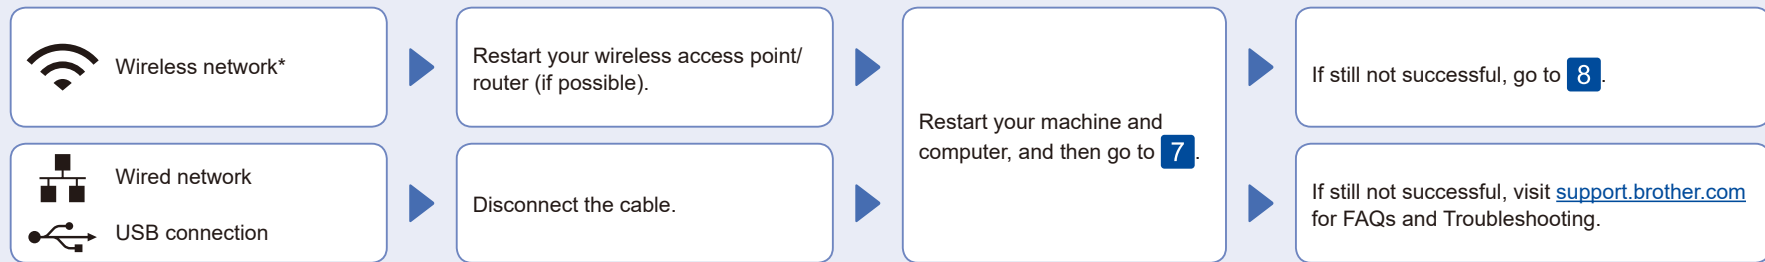 Wireless network*
Restart your wireless access point/
router (if possible).
Restart your machine and
computer, and then go to 7.
If still not successful, go to 8.
Wired network
USB connection
Disconnect the cable.
If still not successful, visit support.brother.com
for FAQs and Troubleshooting.